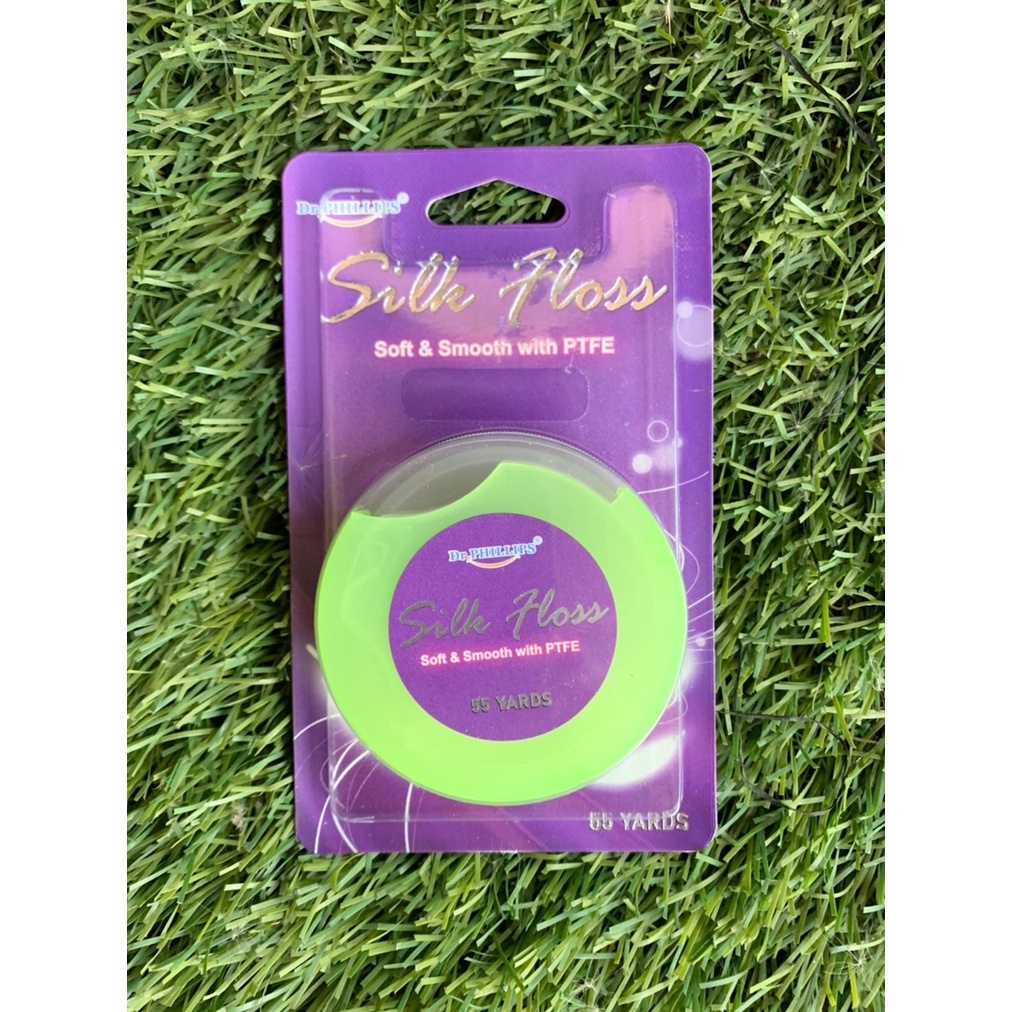 Dr. PHILLIPS®
Silk Floss
Soft & Smooth with PTFE
Dr. PHILLIPS®
Silk Floss
Soft & Smooth with PTFE
55 YARDS
55 YARDS